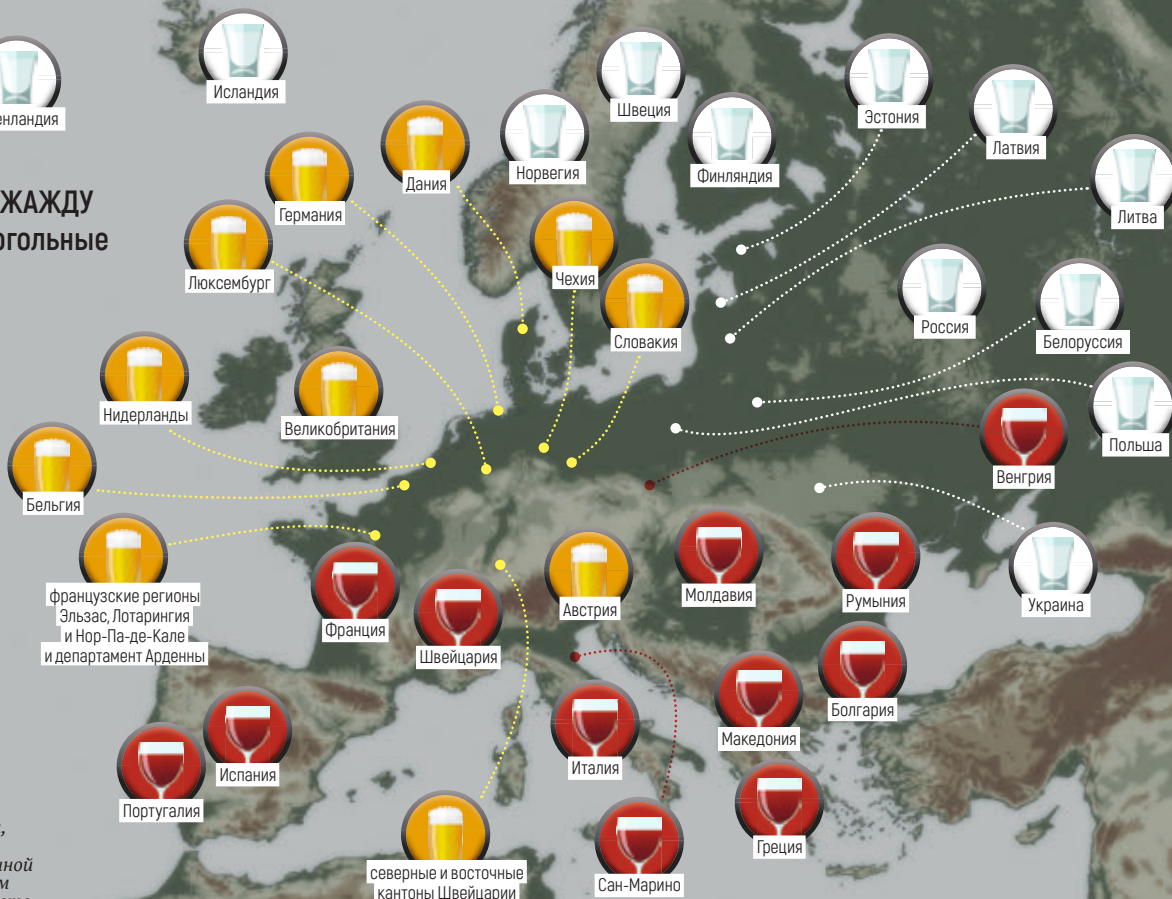 Исландия
Швеция
Эстония
енландия
Норвегия
Финляндия
Латвия
Дания
ЖАЖДУ
Германия
Литва
огольные
Люксембург
Чехия
Россия
Словакия
Белоруссия
Нидерланды
Великобритания
Польша
Бельгия
Венгрия
французские регионы
Эльзас, Лотарингия
и Нор-Па-де-Кале
и департамент Арденны
Франция
Швейцария
Австрия
Молдавия
Румыния
Украина
Болгария
Македония
Испания
Италия
Португалия
Греция
северные и восточные
кантоны Швейцарии
Сан-Марино
нной
м